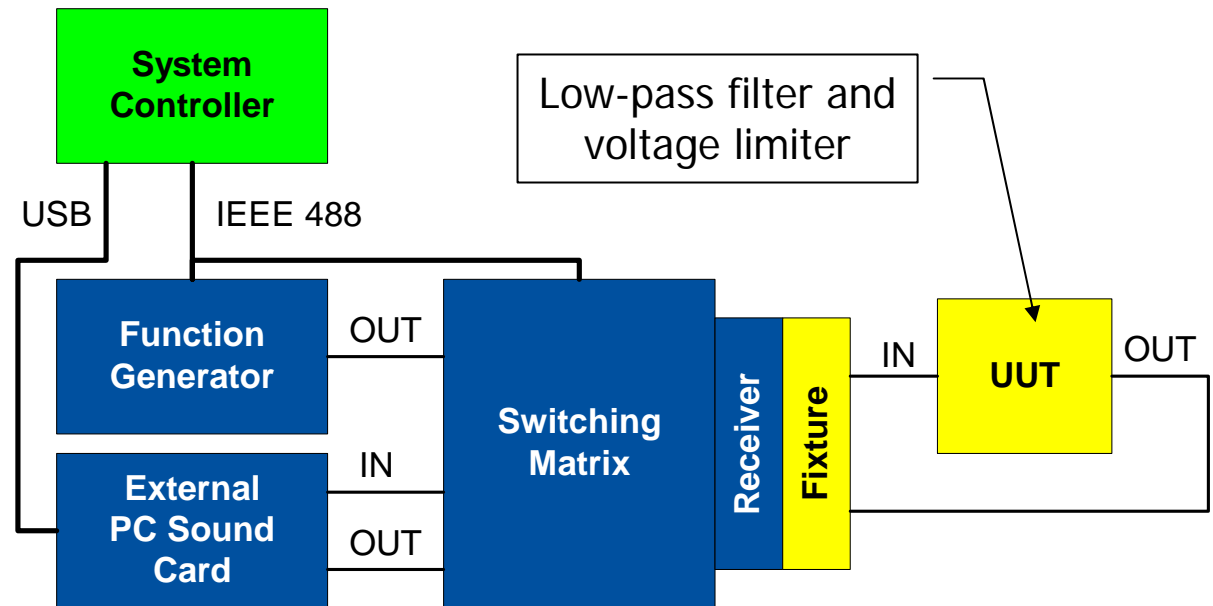 System
Controller
Low-pass filter and
voltage limiter
USB
IEEE 488
Function
Generator
OUT
Switching
Matrix
Receiver
Fixture
IN
UUT
OUT
External
PC Sound
Card
IN
OUT